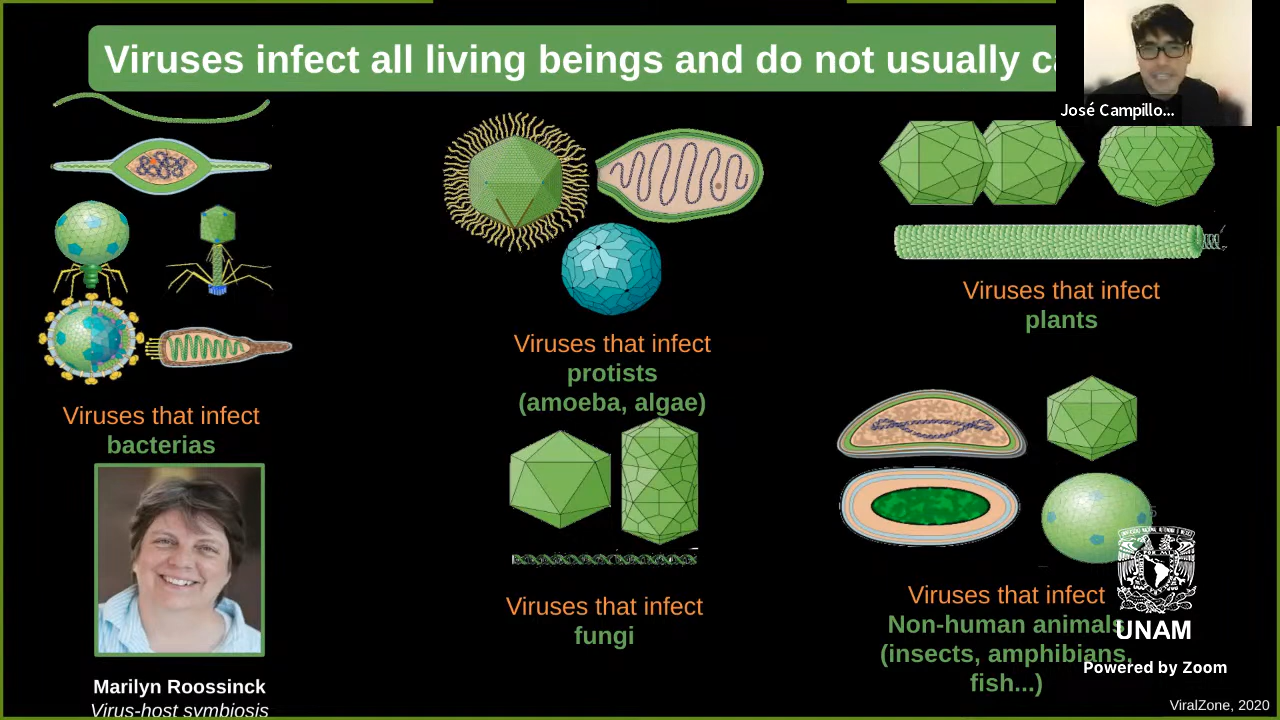 Viruses infect all living beings and do not usually
José Campillo...
Viruses that infect
bacterias
Marilyn Roossinck
Virus-host symbiosis
Viruses that infect
protists
(amoeba, algae)
Viruses that infect
fungi
Viruses that infect
plants
Viruses that infect
Non-human animals
(insects, amphibians,
fish...)
UNAM
Powered by Zoom
ViralZone, 2020